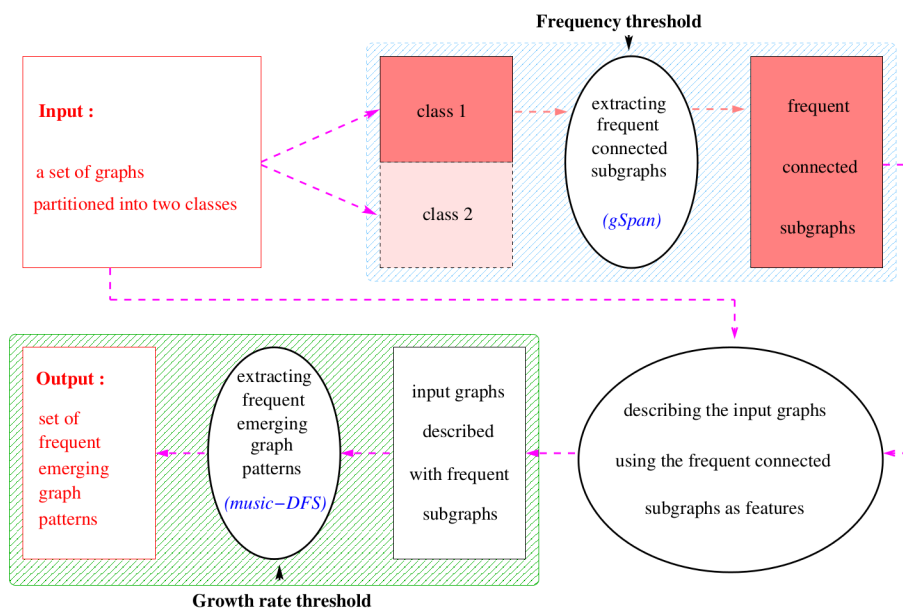 Frequency threshold
Input :
a set of graphs
partitioned into two classes
class 1
class 2
extracting
frequent
connected
subgraphs
(gSpan)
frequent
connected
subgraphs
Output :
set of
frequent
emerging
graph
patterns
extracting
frequent
emerging
graph
patterns
(music−DFS)
input graphs
described
with frequent
subgraphs
describing the input graphs
using the frequent connected
subgraphs as features
Growth rate threshold